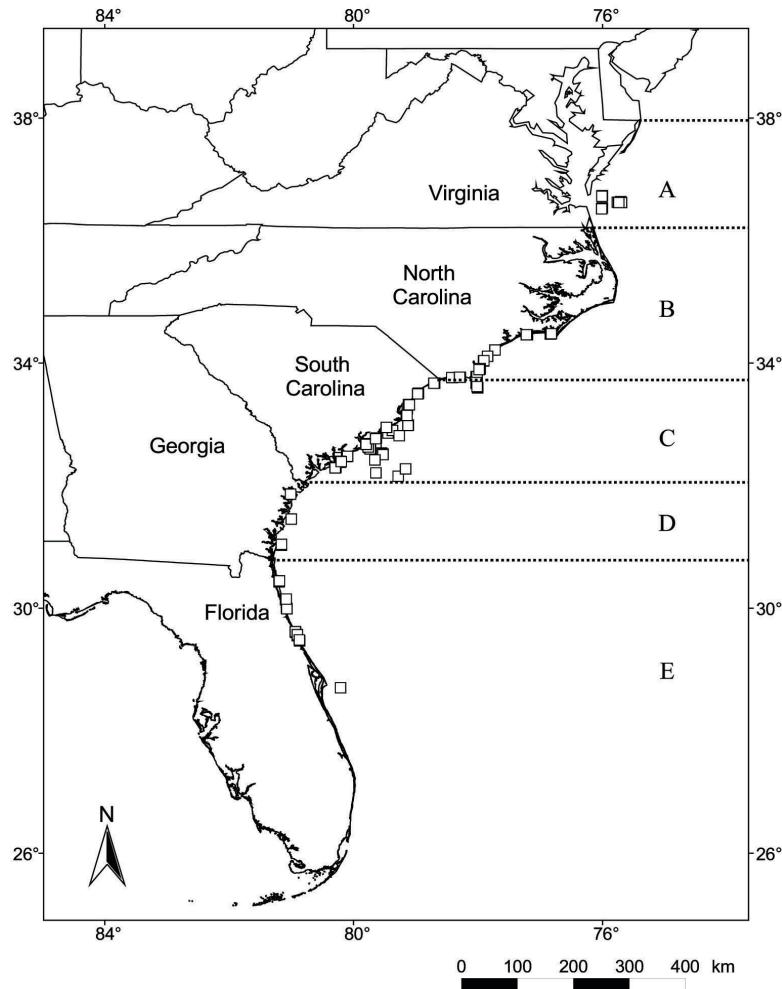 84° 80° 76°
38° 38°
A
Virginia
North
Carolina
B
34° 34°
South
Carolina
C
Georgia
D
30° 30°
Florida
E
N
26° 26°
84° 80° 76°
0 100 200 300 400 km